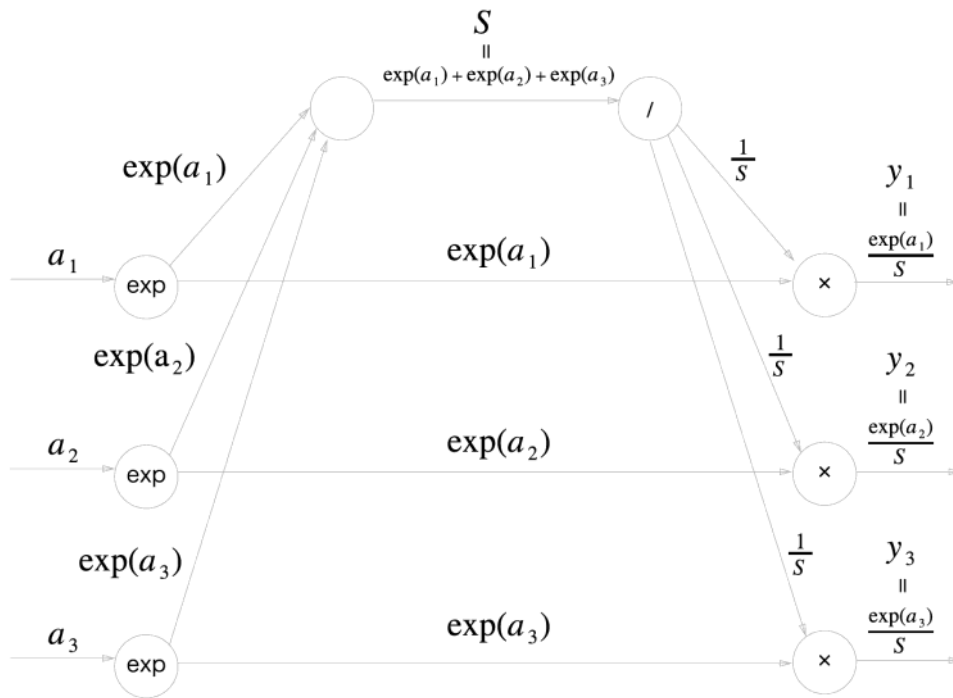 S
=
exp(a₁)+exp(a₂)+exp(a₃)
/
exp(a₁)
1/S
y₁
=
exp(a₁)/S
a₁
exp
exp(a₁)
×
exp(a₂)
1/S
y₂
=
exp(a₂)/S
a₂
exp
exp(a₂)
×
exp(a₃)
1/S
y₃
=
exp(a₃)/S
a₃
exp
exp(a₃)
×